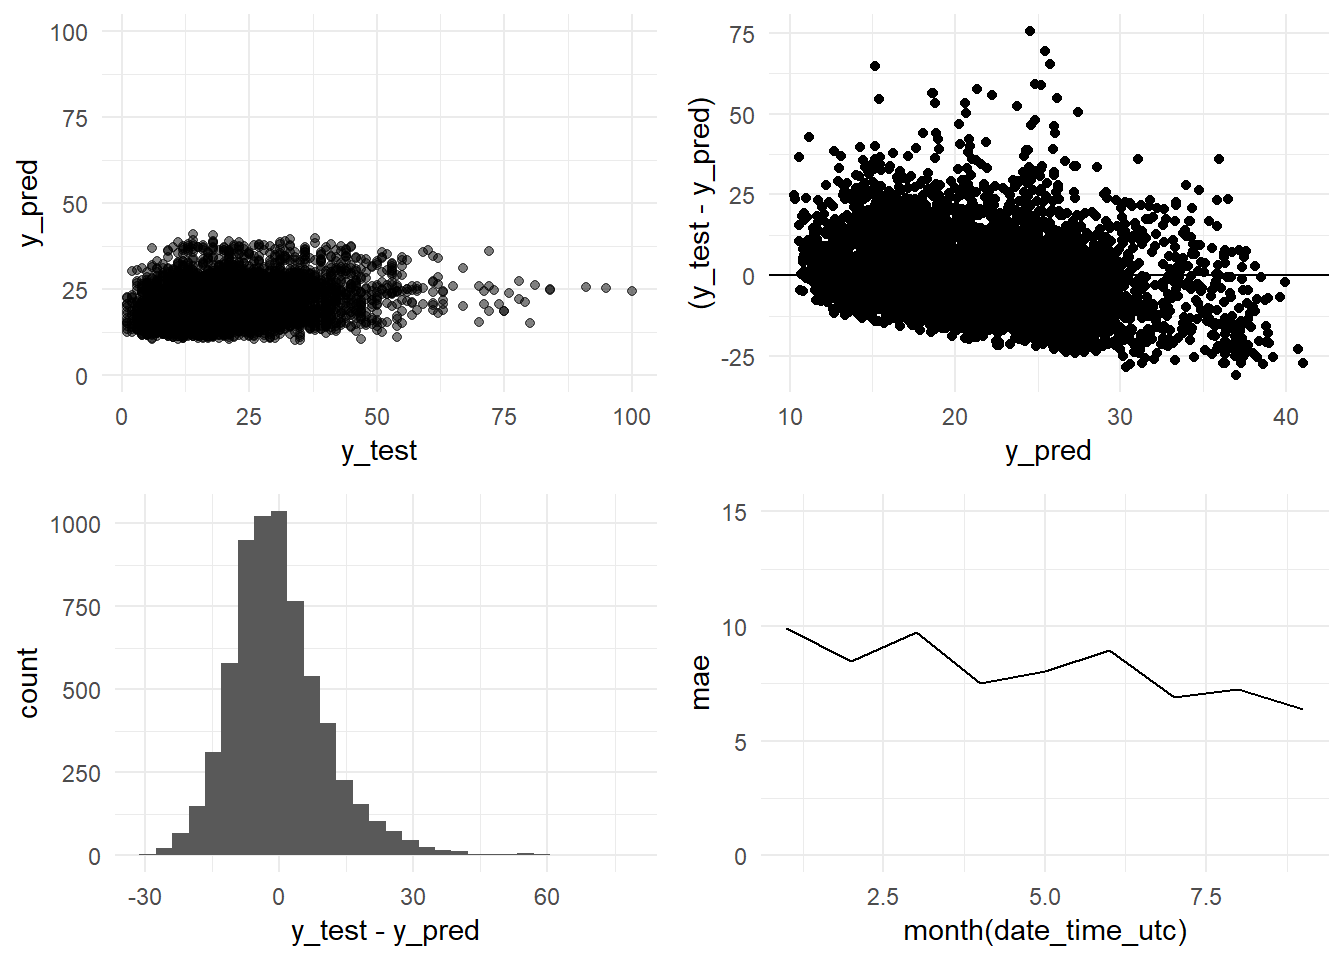 100
75
50
25
0
y_pred
0 25 50 75 100
y_test
75
50
25
0
-25
(y_test - y_pred)
10 20 30 40
y_pred
1000
750
500
250
0
count
-30 0 30 60
y_test - y_pred
15
10
5
0
mae
2.5 5.0 7.5
month(date_time_utc)